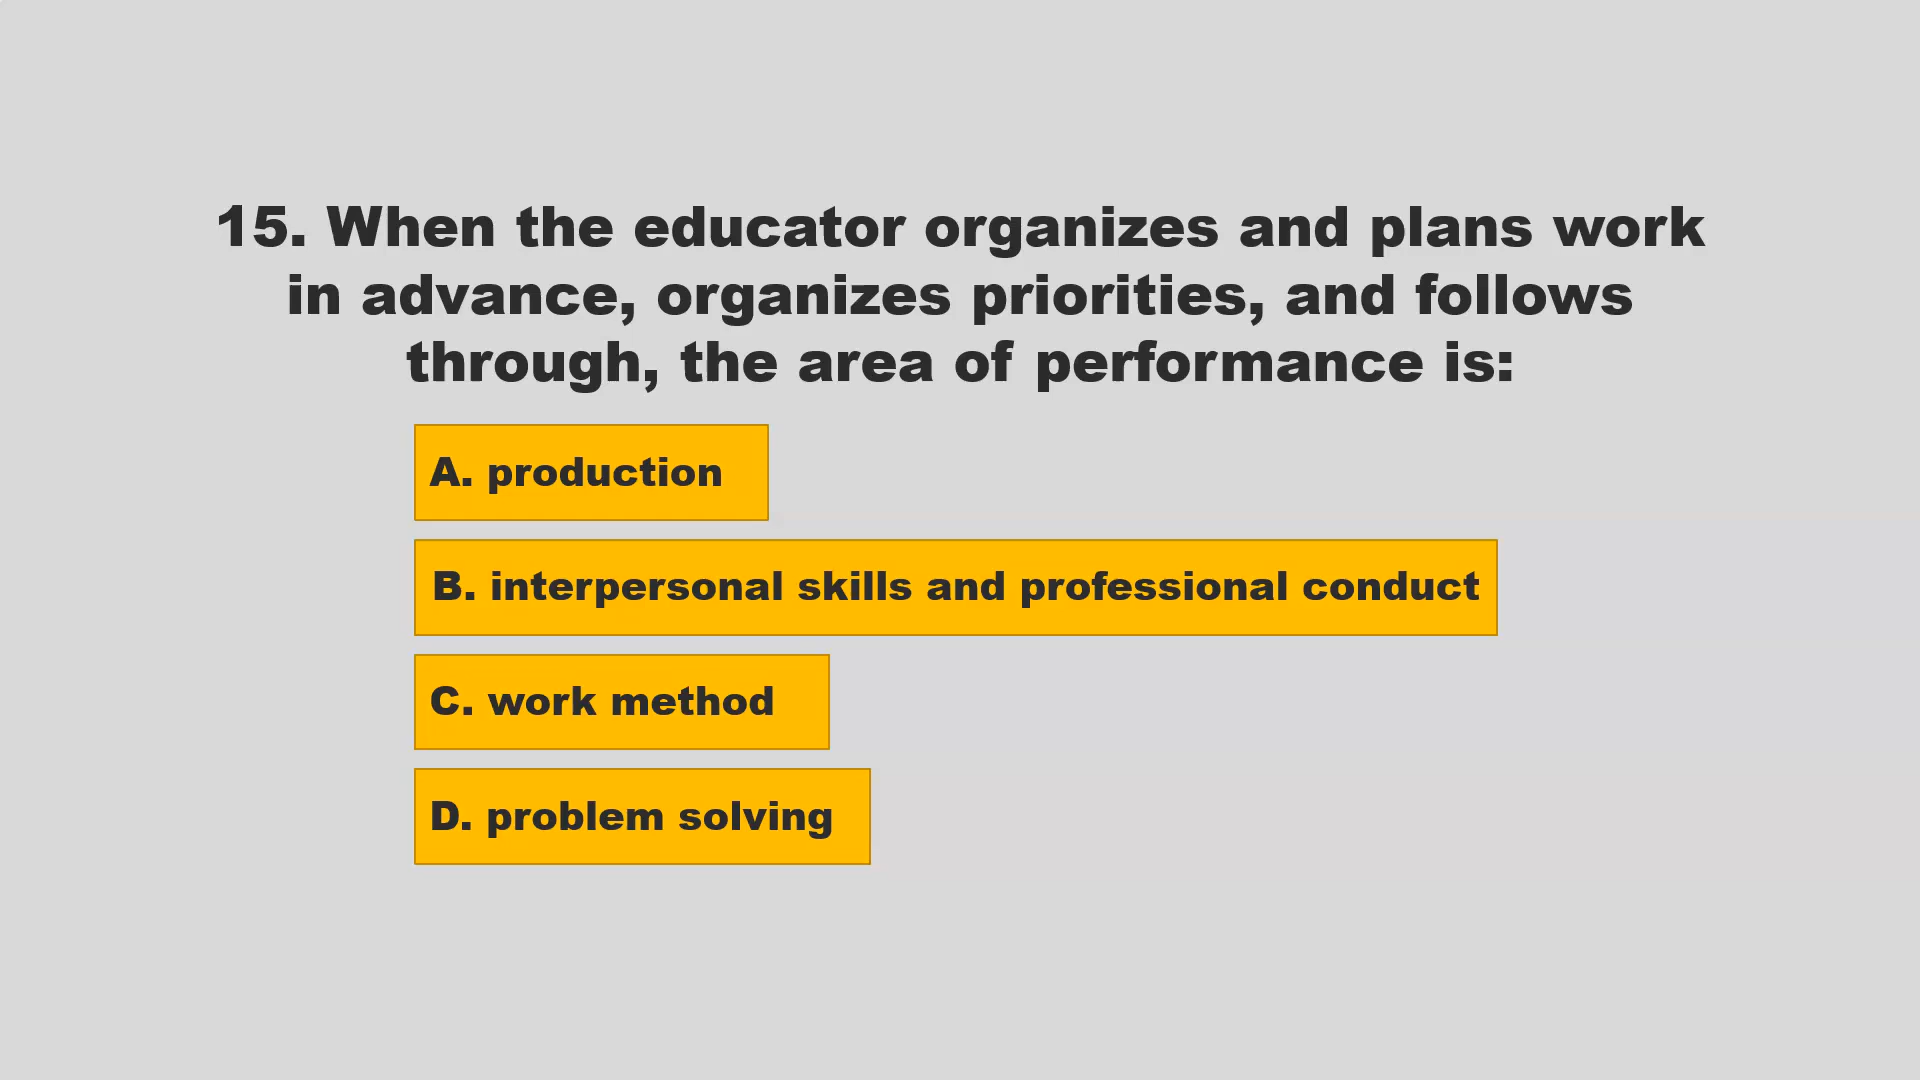 15. When the educator organizes and plans work
in advance, organizes priorities, and follows
through, the area of performance is:
A. production
B. interpersonal skills and professional conduct
C. work method
D. problem solving